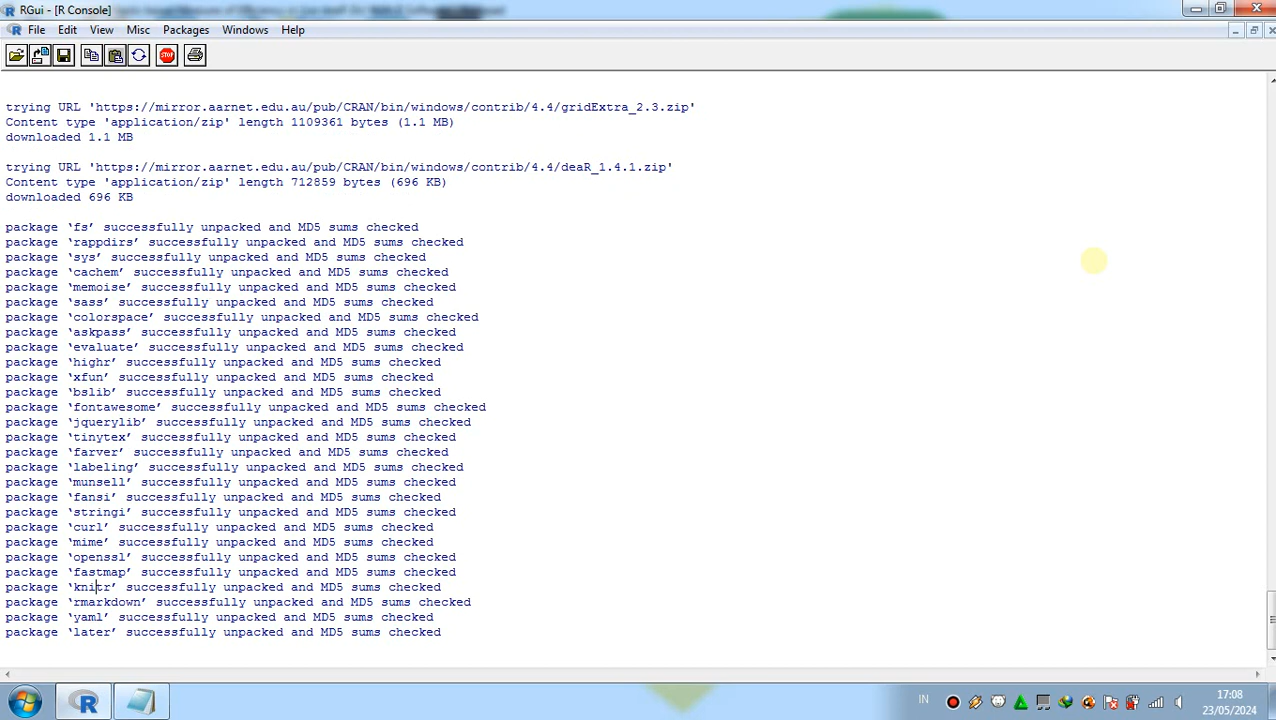 RGui - [R Console]
File Edit View Misc Packages Windows Help
STOP
trying URL 'https://mirror.aarnet.edu.au/pub/CRAN/bin/windows/contrib/4.4/gridExtra_2.3.zip'
Content type 'application/zip' length 1109361 bytes (1.1 MB)
downloaded 1.1 MB
trying URL 'https://mirror.aarnet.edu.au/pub/CRAN/bin/windows/contrib/4.4/deaR_1.4.1.zip'
Content type 'application/zip' length 712859 bytes (696 KB)
downloaded 696 KB
package ‘fs’ successfully unpacked and MD5 sums checked
package ‘rappdirs’ successfully unpacked and MD5 sums checked
package ‘sys’ successfully unpacked and MD5 sums checked
package ‘cachem’ successfully unpacked and MD5 sums checked
package ‘memoise’ successfully unpacked and MD5 sums checked
package ‘sass’ successfully unpacked and MD5 sums checked
package ‘colorspace’ successfully unpacked and MD5 sums checked
package ‘askpass’ successfully unpacked and MD5 sums checked
package ‘evaluate’ successfully unpacked and MD5 sums checked
package ‘highr’ successfully unpacked and MD5 sums checked
package ‘xfun’ successfully unpacked and MD5 sums checked
package ‘bslib’ successfully unpacked and MD5 sums checked
package ‘fontawesome’ successfully unpacked and MD5 sums checked
package ‘jquerylib’ successfully unpacked and MD5 sums checked
package ‘tinytex’ successfully unpacked and MD5 sums checked
package ‘farver’ successfully unpacked and MD5 sums checked
package ‘labeling’ successfully unpacked and MD5 sums checked
package ‘munsell’ successfully unpacked and MD5 sums checked
package ‘fansi’ successfully unpacked and MD5 sums checked
package ‘stringi’ successfully unpacked and MD5 sums checked
package ‘curl’ successfully unpacked and MD5 sums checked
package ‘mime’ successfully unpacked and MD5 sums checked
package ‘openssl’ successfully unpacked and MD5 sums checked
package ‘fastmap’ successfully unpacked and MD5 sums checked
package ‘knitr’ successfully unpacked and MD5 sums checked
package ‘rmarkdown’ successfully unpacked and MD5 sums checked
package ‘yaml’ successfully unpacked and MD5 sums checked
package ‘later’ successfully unpacked and MD5 sums checked
IN
17:08
23/05/2024